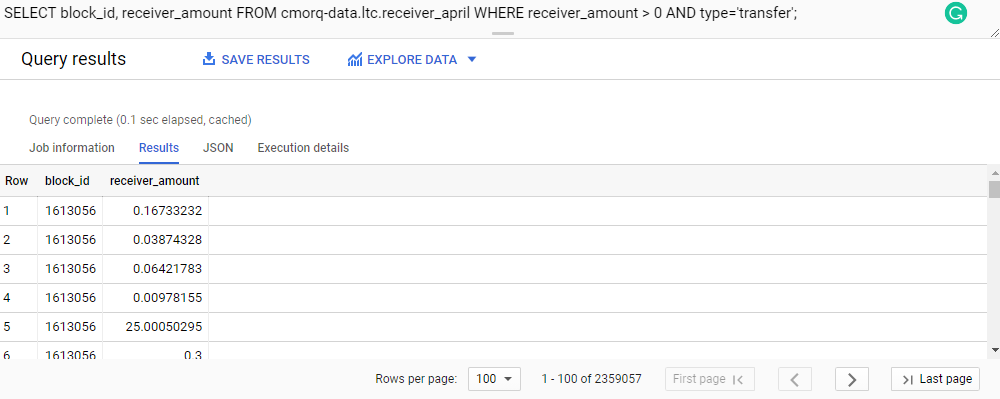 SELECT block_id, receiver_amount FROM cmorq-data.ltc.receiver_april WHERE receiver_amount > 0 AND type='transfer';
Query results SAVE RESULTS EXPLORE DATA
Query complete (0.1 sec elapsed, cached)
Job information Results JSON Execution details
Row block_id receiver_amount
1 1613056 0.16733232
2 1613056 0.03874328
3 1613056 0.06421783
4 1613056 0.00978155
5 1613056 25.00050295
6 1613056 0.3
Rows per page: 100 1 - 100 of 2359057 First page Last page